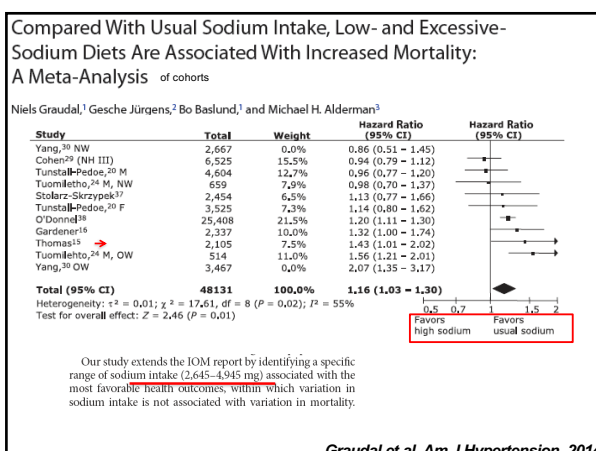 Compared With Usual Sodium Intake, Low- and Excessive-
Sodium Diets Are Associated With Increased Mortality:
A Meta-Analysis of cohorts
Niels Graudal,¹ Gesche Jürgens,² Bo Baslund,¹ and Michael H. Alderman³
Hazard Ratio Hazard Ratio
Study Total Weight (95% CI) (95% CI)
Yang,³⁰ NW 2,667 0.0% 0.86 (0.51 – 1.45)
Cohen²⁹ (NH III) 6,525 15.5% 0.94 (0.79 – 1.12)
Tunstall-Pedoe,²⁰ M 4,604 12.7% 0.96 (0.77 – 1.20)
Tuomiletho,²⁴ M, NW 659 7.9% 0.98 (0.70 – 1.37)
Stolarz-Skrzypek³⁷ 2,454 6.5% 1.13 (0.77 – 1.66)
Tunstall-Pedoe,²⁰ F 3,525 7.3% 1.14 (0.80 – 1.62)
O'Donnel³⁸ 25,408 21.5% 1.20 (1.11 – 1.30)
Gardener¹⁶ 2,337 10.0% 1.32 (1.00 – 1.74)
Thomas¹⁵ 2,105 7.5% 1.43 (1.01 – 2.02)
Tuomilehto,²⁴ M, OW 514 11.0% 1.56 (1.21 – 2.01)
Yang,³⁰ OW 3,467 0.0% 2.07 (1.35 – 3.17)
Total (95% CI) 48131 100.0% 1.16 (1.03 – 1.30)
Heterogeneity: τ² = 0.01; χ² = 17.61, df = 8 (P = 0.02); I² = 55%
Test for overall effect: Z = 2.46 (P = 0.01)
0.5 0.7 1 1.5 2
Favors Favors
high sodium usual sodium
Our study extends the IOM report by identifying a specific
range of sodium intake (2,645–4,945 mg) associated with the
most favorable health outcomes, within which variation in
sodium intake is not associated with variation in mortality.
Graudal et al. Am J Hypertension, 2014